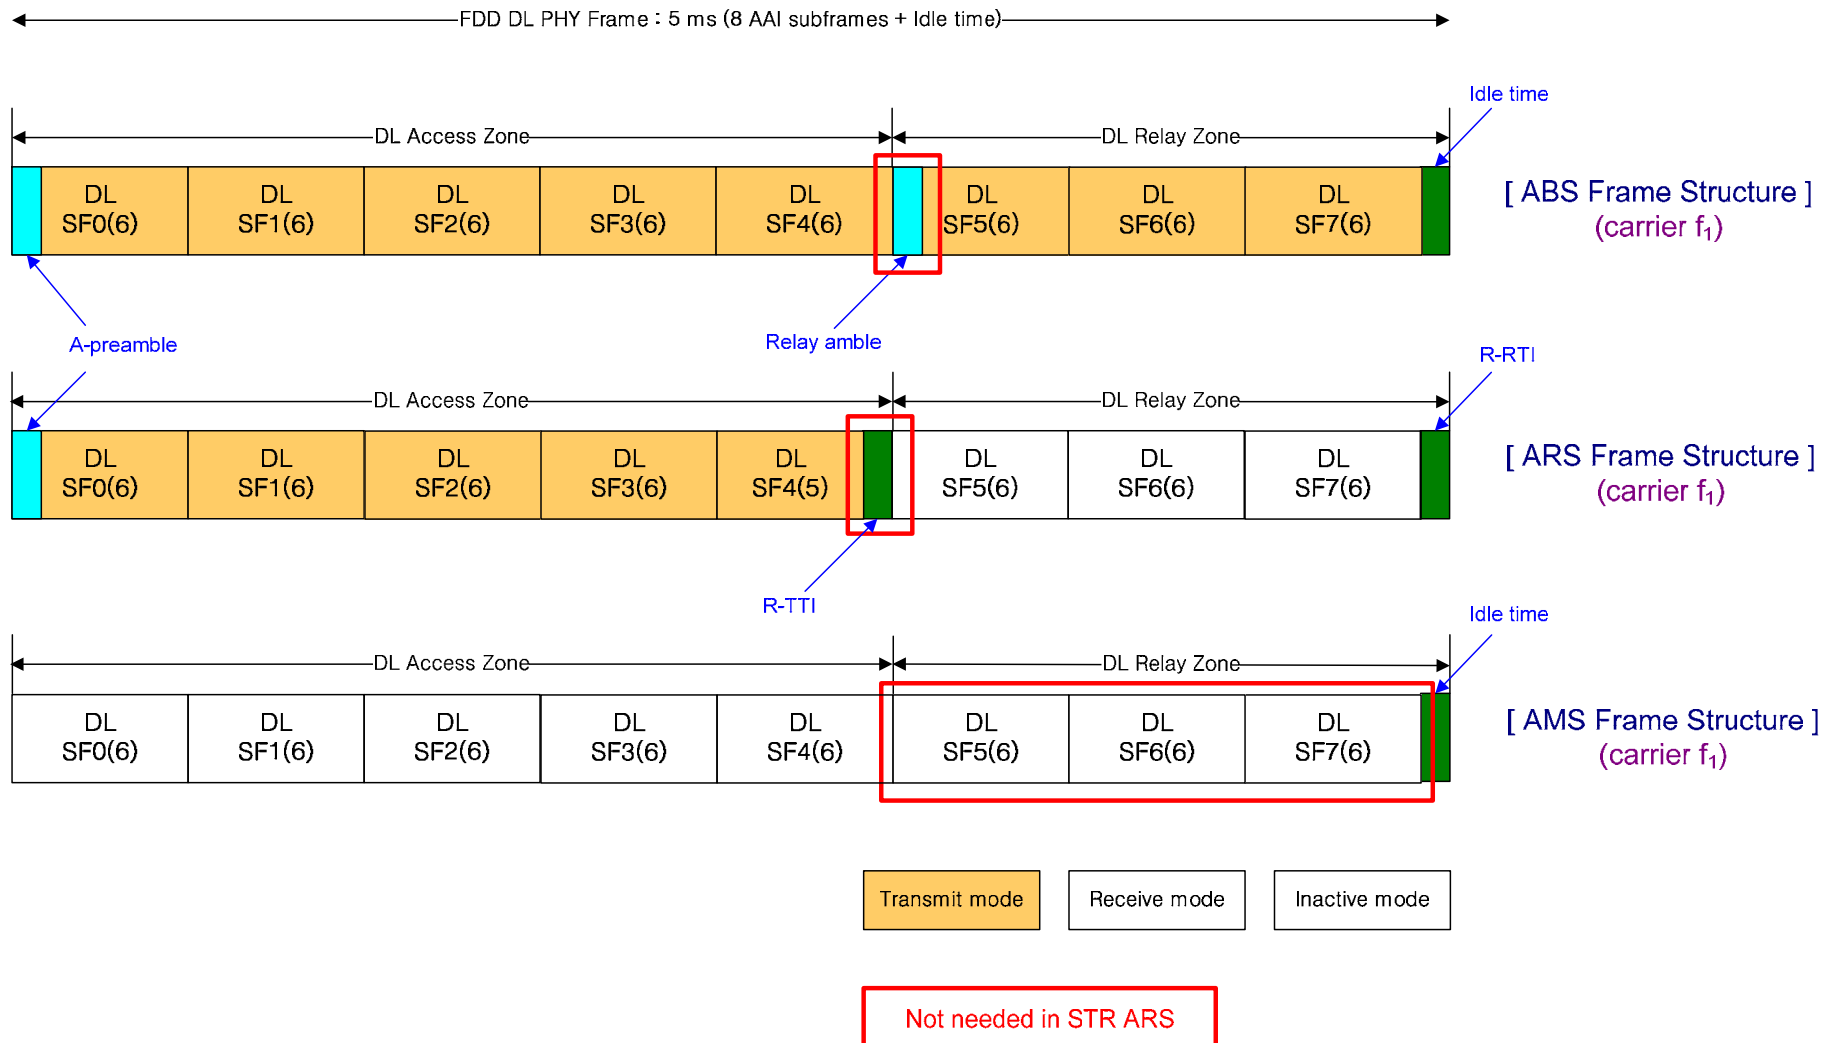 FDD DL PHY Frame : 5 ms (8 AAI subframes + Idle time)
Idle time
DL Access Zone
DL Relay Zone
DL SF0(6)
DL SF1(6)
DL SF2(6)
DL SF3(6)
DL SF4(6)
DL SF5(6)
DL SF6(6)
DL SF7(6)
[ ABS Frame Structure ]
(carrier f₁)
A-preamble
Relay amble
R-RTI
DL Access Zone
DL Relay Zone
DL SF0(6)
DL SF1(6)
DL SF2(6)
DL SF3(6)
DL SF4(5)
DL SF5(6)
DL SF6(6)
DL SF7(6)
[ ARS Frame Structure ]
(carrier f₁)
R-TTI
Idle time
DL Access Zone
DL Relay Zone
DL SF0(6)
DL SF1(6)
DL SF2(6)
DL SF3(6)
DL SF4(6)
DL SF5(6)
DL SF6(6)
DL SF7(6)
[ AMS Frame Structure ]
(carrier f₁)
Transmit mode
Receive mode
Inactive mode
Not needed in STR ARS